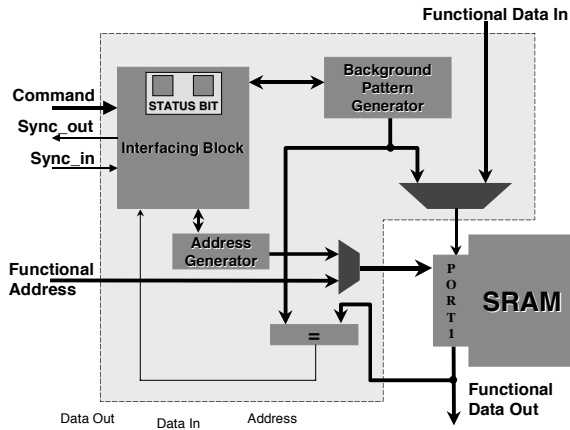 Functional Data In
Background
Pattern
Generator
STATUS BIT
Command
Sync_out
Interfacing Block
Sync_in
Address
Generator
Functional
Address
PORT1
SRAM
=
Functional
Data Out
Data Out
Data In
Address